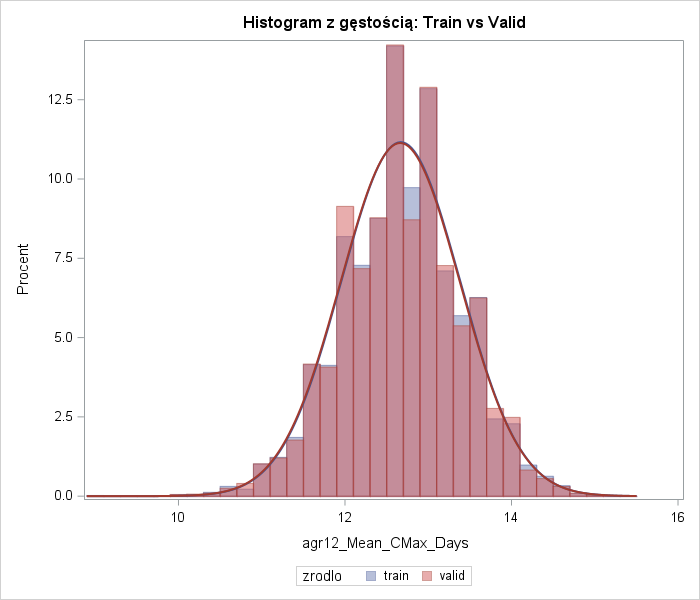 Histogram z gęstością: Train vs Valid
12.5
10.0
7.5
5.0
2.5
0.0
Procent
10 12 14 16
agr12_Mean_CMax_Days
zrodlo train valid